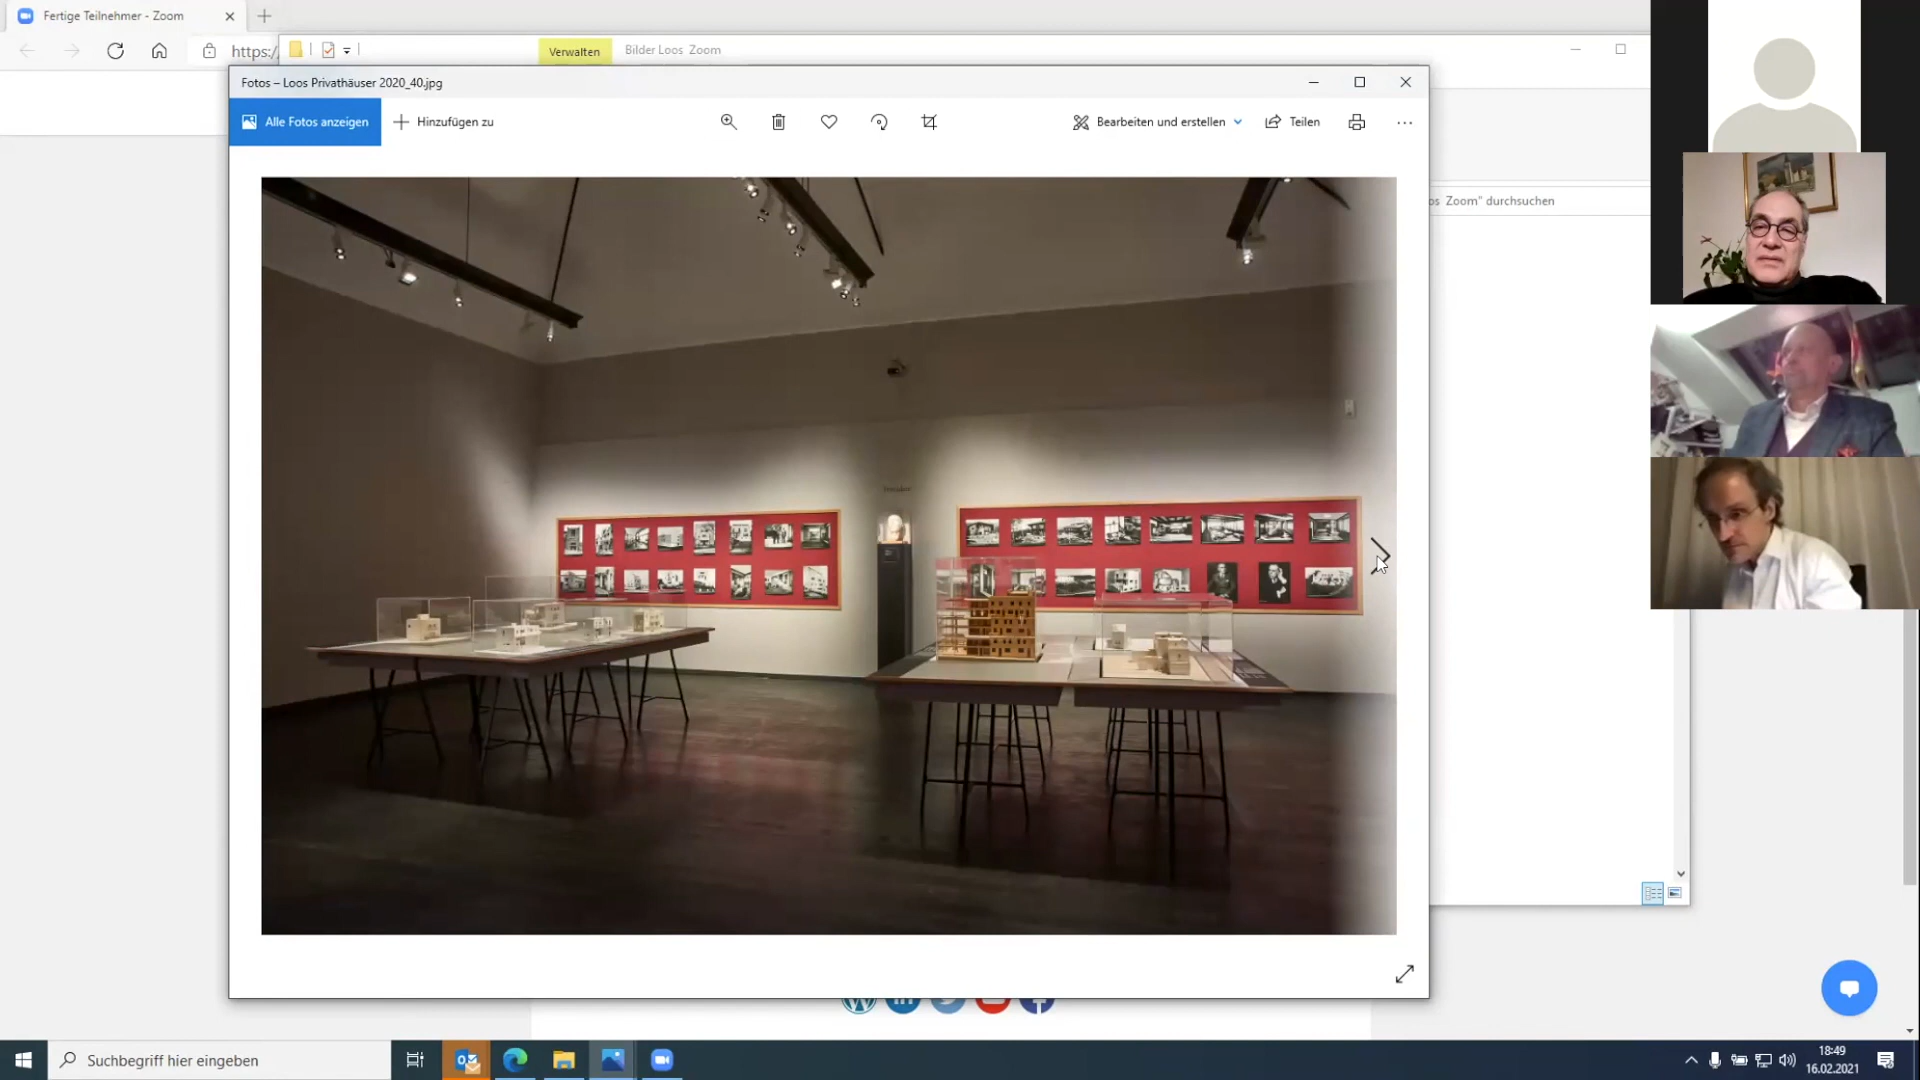 Fertige Teilnehmer - Zoom
https:/
Verwalten
Bilder Loos Zoom
Fotos – Loos Privathäuser 2020_40.jpg
Alle Fotos anzeigen
Hinzufügen zu
Bearbeiten und erstellen
Teilen
os Zoom" durchsuchen
Suchbegriff hier eingeben
18:49
16.02.2021